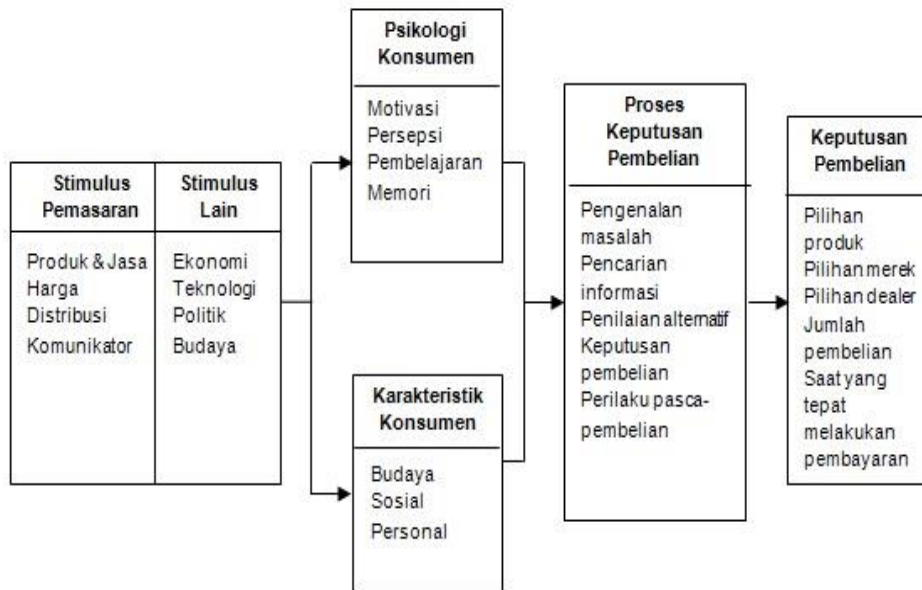 Stimulus
Pemasaran
Produk & Jasa
Harga
Distribusi
Komunikator
Stimulus
Lain
Ekonomi
Teknologi
Politik
Budaya
Psikologi
Konsumen
Motivasi
Persepsi
Pembelajaran
Memori
Karakteristik
Konsumen
Budaya
Sosial
Personal
Proses
Keputusan
Pembelian
Pengenalan
masalah
Pencarian
informasi
Penilaian alternatif
Keputusan
pembelian
Perilaku pasca-
pembelian
Keputusan
Pembelian
Pilihan
produk
Pilihan merek
Pilihan dealer
Jumlah
pembelian
Saat yang
tepat
melakukan
pembayaran